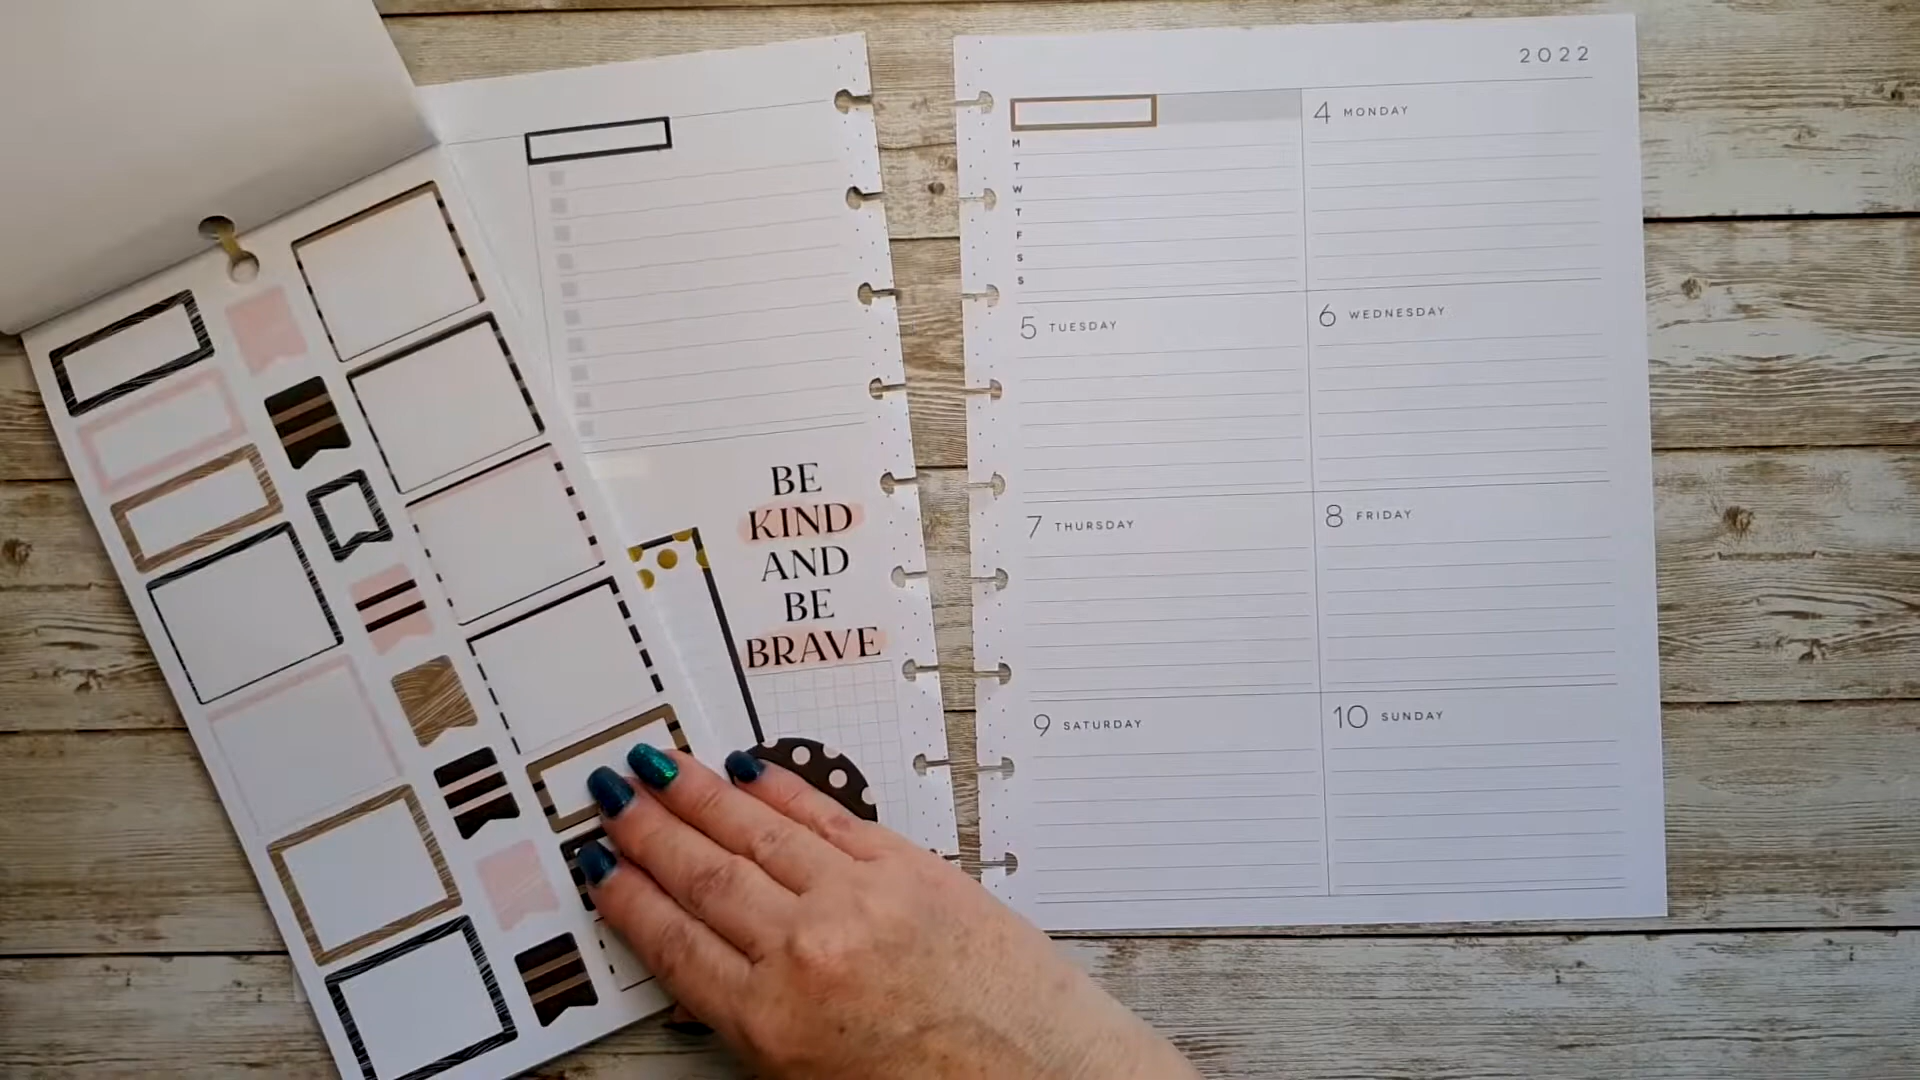 BE
KIND
AND
BE
BRAVE
2022
M
T
W
T
F
S
S
4 MONDAY
5 TUESDAY
6 WEDNESDAY
7 THURSDAY
8 FRIDAY
9 SATURDAY
10 SUNDAY